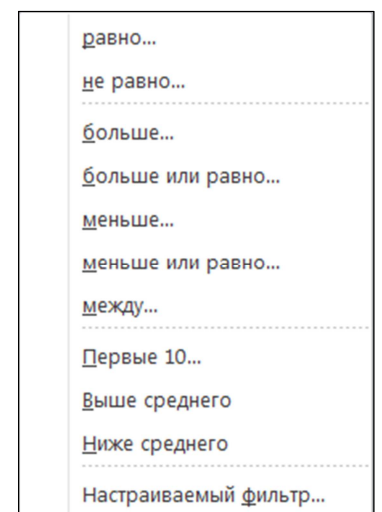 равно...
не равно...
больше...
больше или равно...
меньше...
меньше или равно...
между...
Первые 10...
Выше среднего
Ниже среднего
Настраиваемый фильтр...